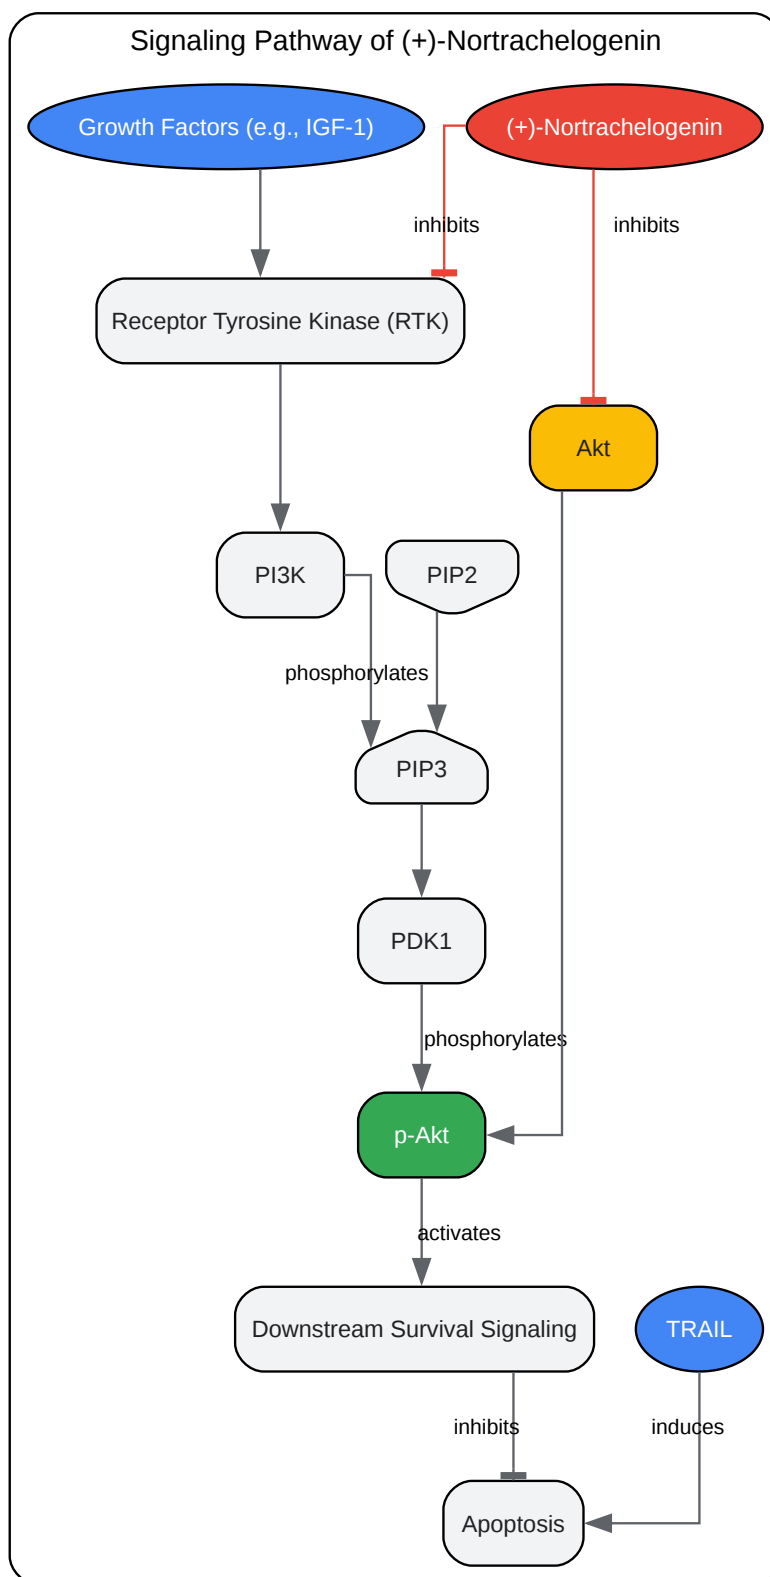 Signaling Pathway of (+)-Nortrachelogenin
Growth Factors (e.g., IGF-1)
(+)-Nortrachelogenin
inhibits
inhibits
Receptor Tyrosine Kinase (RTK)
Akt
PI3K
PIP2
phosphorylates
PIP3
PDK1
phosphorylates
p-Akt
activates
Downstream Survival Signaling
TRAIL
inhibits
induces
Apoptosis